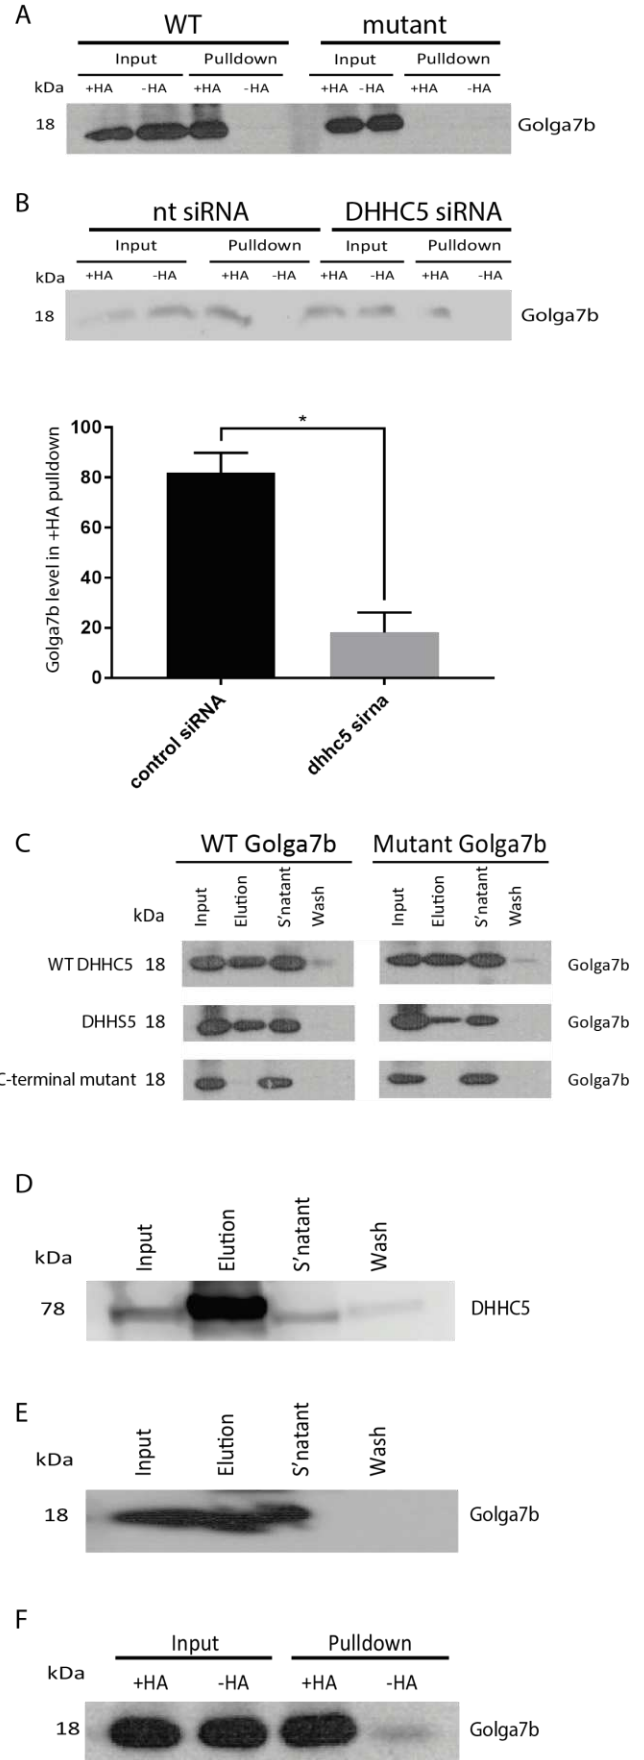 A
WT mutant
Input Pulldown Input Pulldown
kDa +HA -HA +HA -HA +HA -HA +HA -HA
18 Golga7b
B
nt siRNA DHHC5 siRNA
Input Pulldown Input Pulldown
kDa +HA -HA +HA -HA +HA -HA +HA -HA
18 Golga7b
Golga7b level in +HA pulldown
100
*
80
60
40
20
0
control siRNA dhhc5 sirna
C
WT Golga7b Mutant Golga7b
kDa Input Elution S'natant Wash Input Elution S'natant Wash
WT DHHC5 18 Golga7b
DHHS5 18 Golga7b
C-terminal mutant 18 Golga7b
D
kDa Input Elution S'natant Wash
78 DHHC5
E
kDa Input Elution S'natant Wash
18 Golga7b
F
Input Pulldown
kDa +HA -HA +HA -HA
18 Golga7b